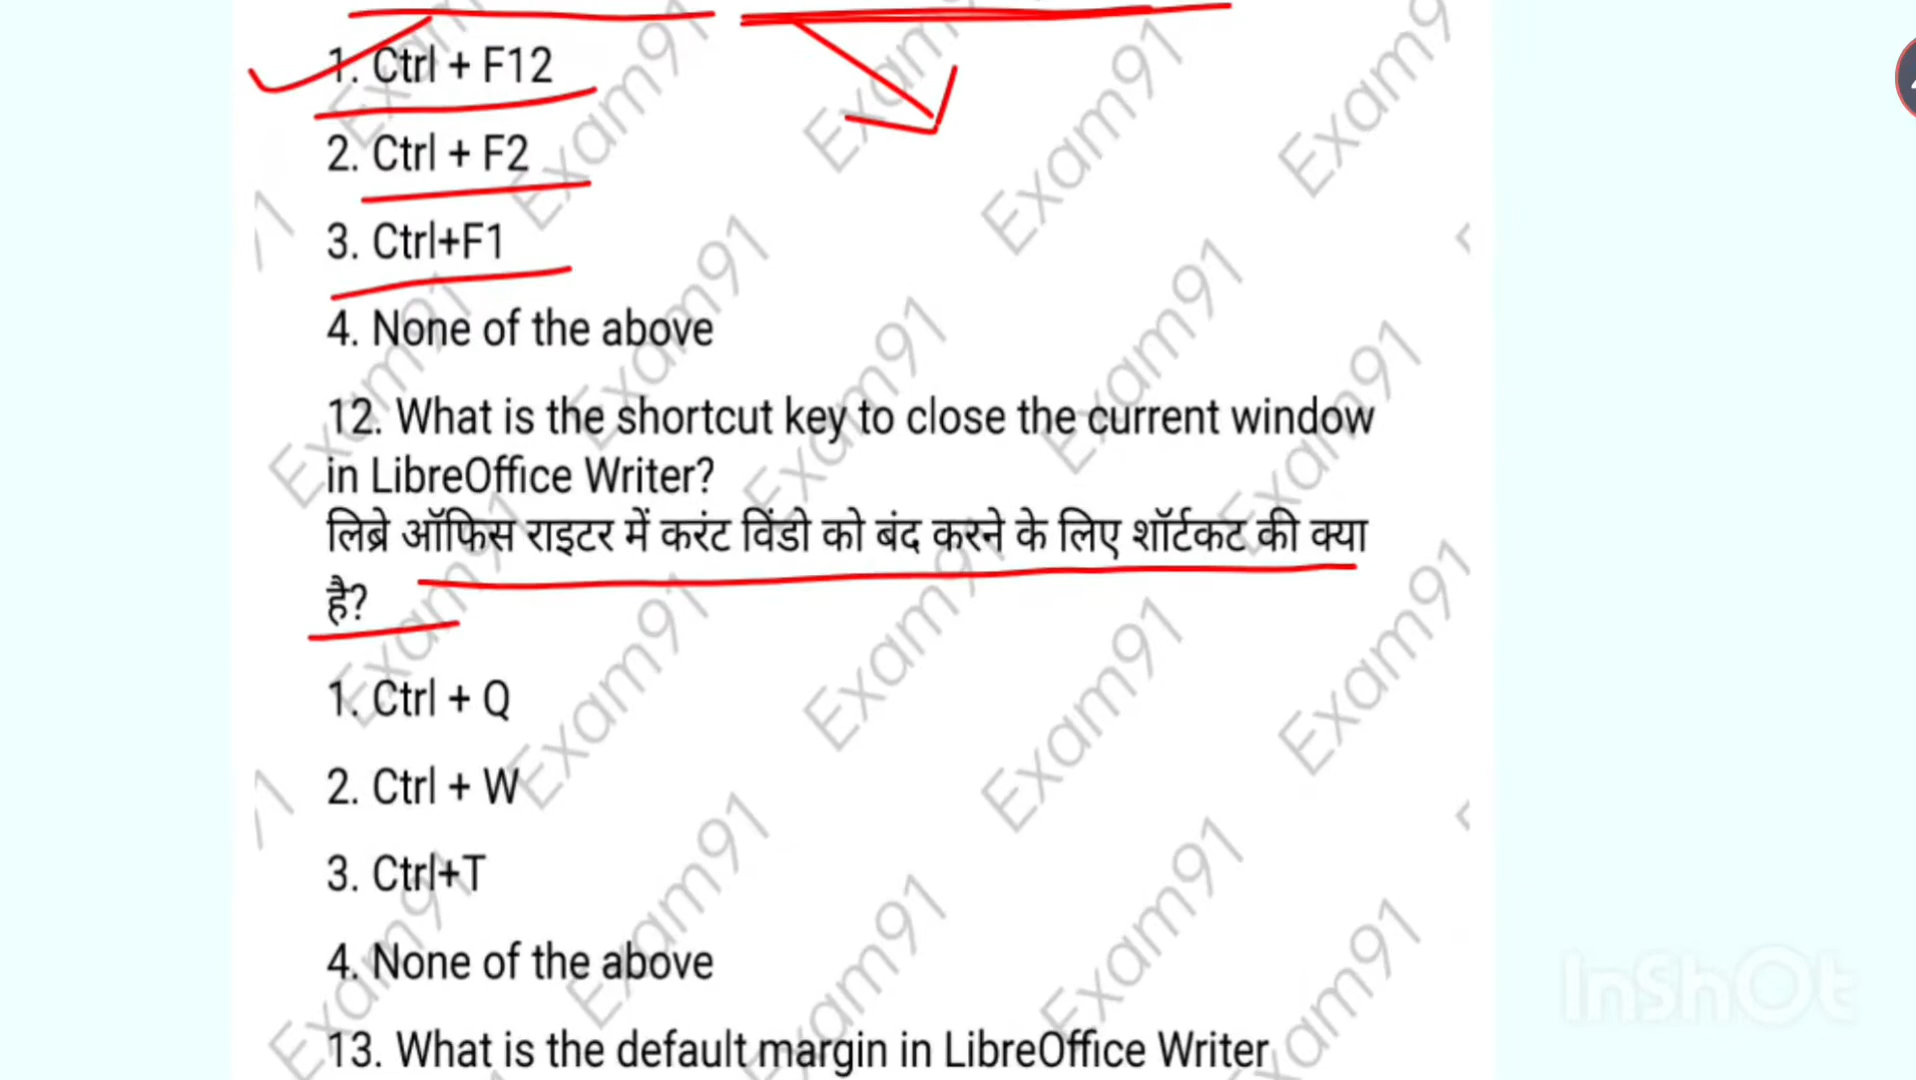 1. Ctrl + F12
2. Ctrl + F2
3. Ctrl+F1
4. None of the above
12. What is the shortcut key to close the current window
in LibreOffice Writer?
लिब्रे ऑफिस राइटर में करंट विंडो को बंद करने के लिए शॉर्टकट की क्या
है?
1. Ctrl + Q
2. Ctrl + W
3. Ctrl+T
4. None of the above
13. What is the default margin in LibreOffice Writer
Exam91
InShOt